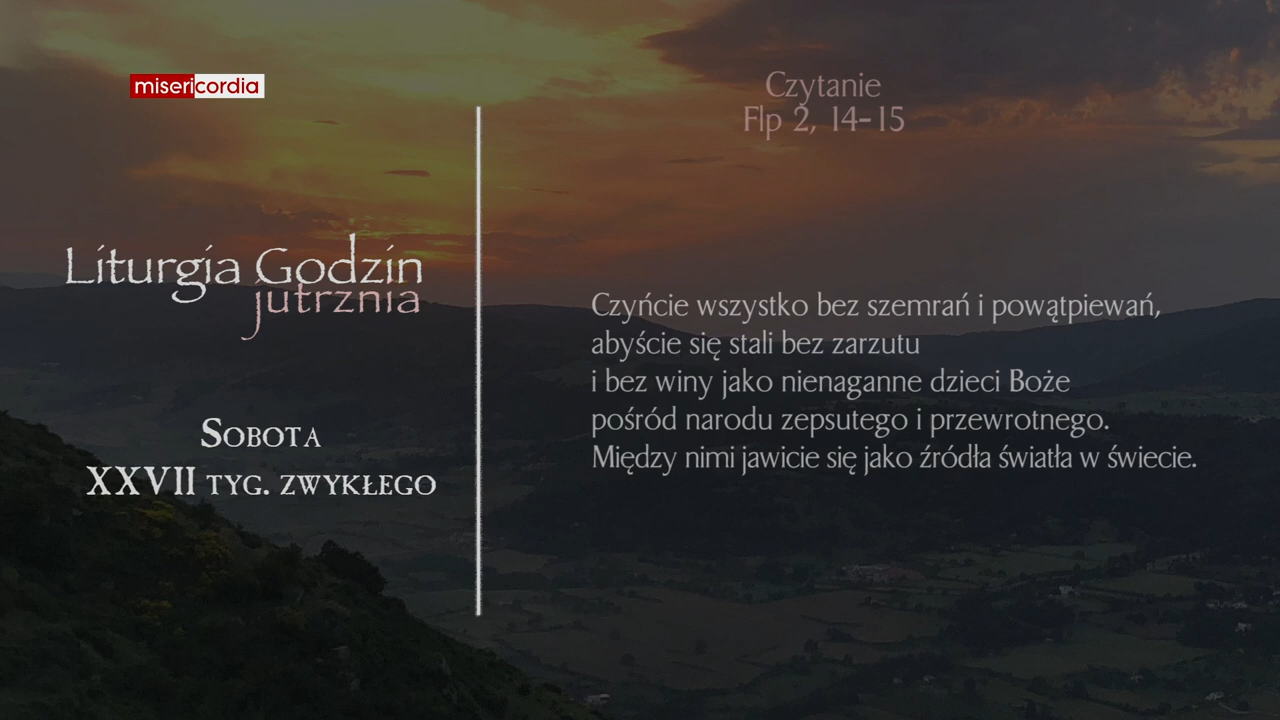 misericordia
Liturgia Godzin
jutrznia
Sobota
XXVII tyg. zwykłego
Czytanie
Flp 2, 14-15
Czyńcie wszystko bez szemrań i powątpiewań,
abyście się stali bez zarzutu
i bez winy jako nienaganne dzieci Boże
pośród narodu zepsutego i przewrotnego.
Między nimi jawicie się jako źródła światła w świecie.